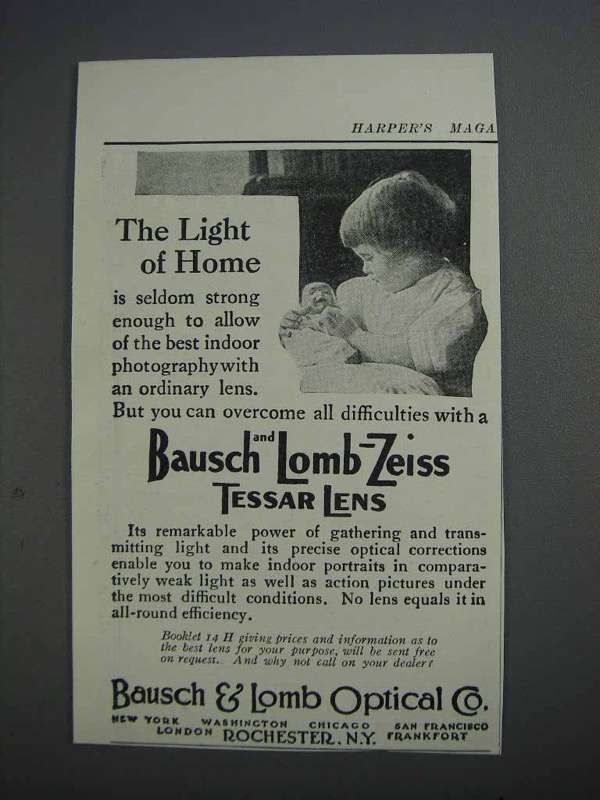 HARPER'S MAGA
The Light
of Home
is seldom strong
enough to allow
of the best indoor
photography with
an ordinary lens.
But you can overcome all difficulties with a
Bausch and Lomb-Zeiss
TESSAR LENS
Its remarkable power of gathering and trans-
mitting light and its precise optical corrections
enable you to make indoor portraits in compara-
tively weak light as well as action pictures under
the most difficult conditions. No lens equals it in
all-round efficiency.
Booklet 14 H giving prices and information as to
the best lens for your purpose, will be sent free
on request. And why not call on your dealer?
Bausch & Lomb Optical Co.
NEW YORK WASHINGTON CHICAGO SAN FRANCISCO
LONDON ROCHESTER, N.Y. FRANKFORT